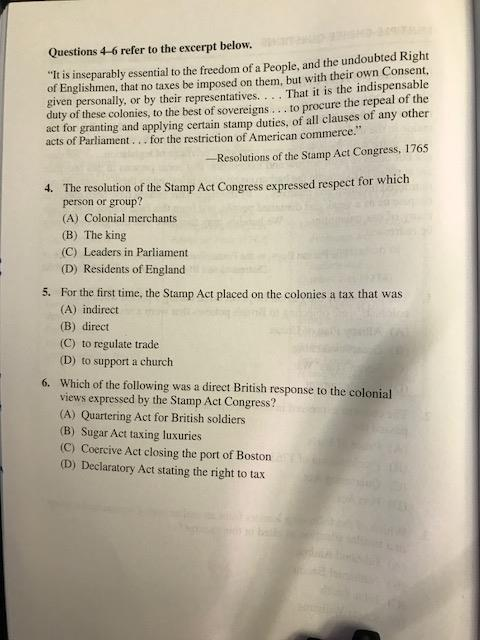 Questions 4–6 refer to the excerpt below.
“It is inseparably essential to the freedom of a People, and the undoubted Right
of Englishmen, that no taxes be imposed on them, but with their own Consent,
given personally, or by their representatives. . . . That it is the indispensable
duty of these colonies, to the best of sovereigns . . . to procure the repeal of the
act for granting and applying certain stamp duties, of all clauses of any other
acts of Parliament . . . for the restriction of American commerce.”
—Resolutions of the Stamp Act Congress, 1765
4. The resolution of the Stamp Act Congress expressed respect for which
person or group?
(A) Colonial merchants
(B) The king
(C) Leaders in Parliament
(D) Residents of England
5. For the first time, the Stamp Act placed on the colonies a tax that was
(A) indirect
(B) direct
(C) to regulate trade
(D) to support a church
6. Which of the following was a direct British response to the colonial
views expressed by the Stamp Act Congress?
(A) Quartering Act for British soldiers
(B) Sugar Act taxing luxuries
(C) Coercive Act closing the port of Boston
(D) Declaratory Act stating the right to tax